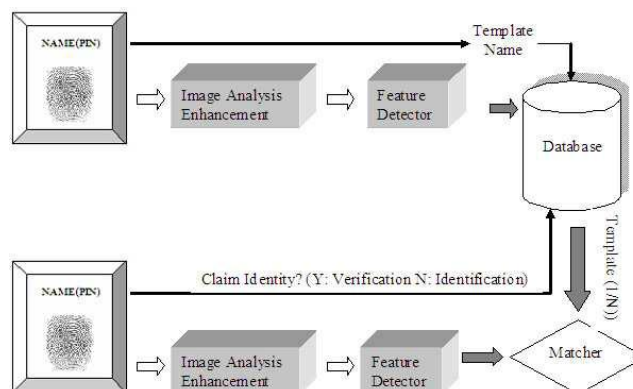 NAME(PIN)
Template
Name
Image Analysis
Enhancement
Feature
Detector
Database
Claim Identity? (Y: Verification N: Identification)
Template (1/N))
NAME(PIN)
Image Analysis
Enhancement
Feature
Detector
Matcher